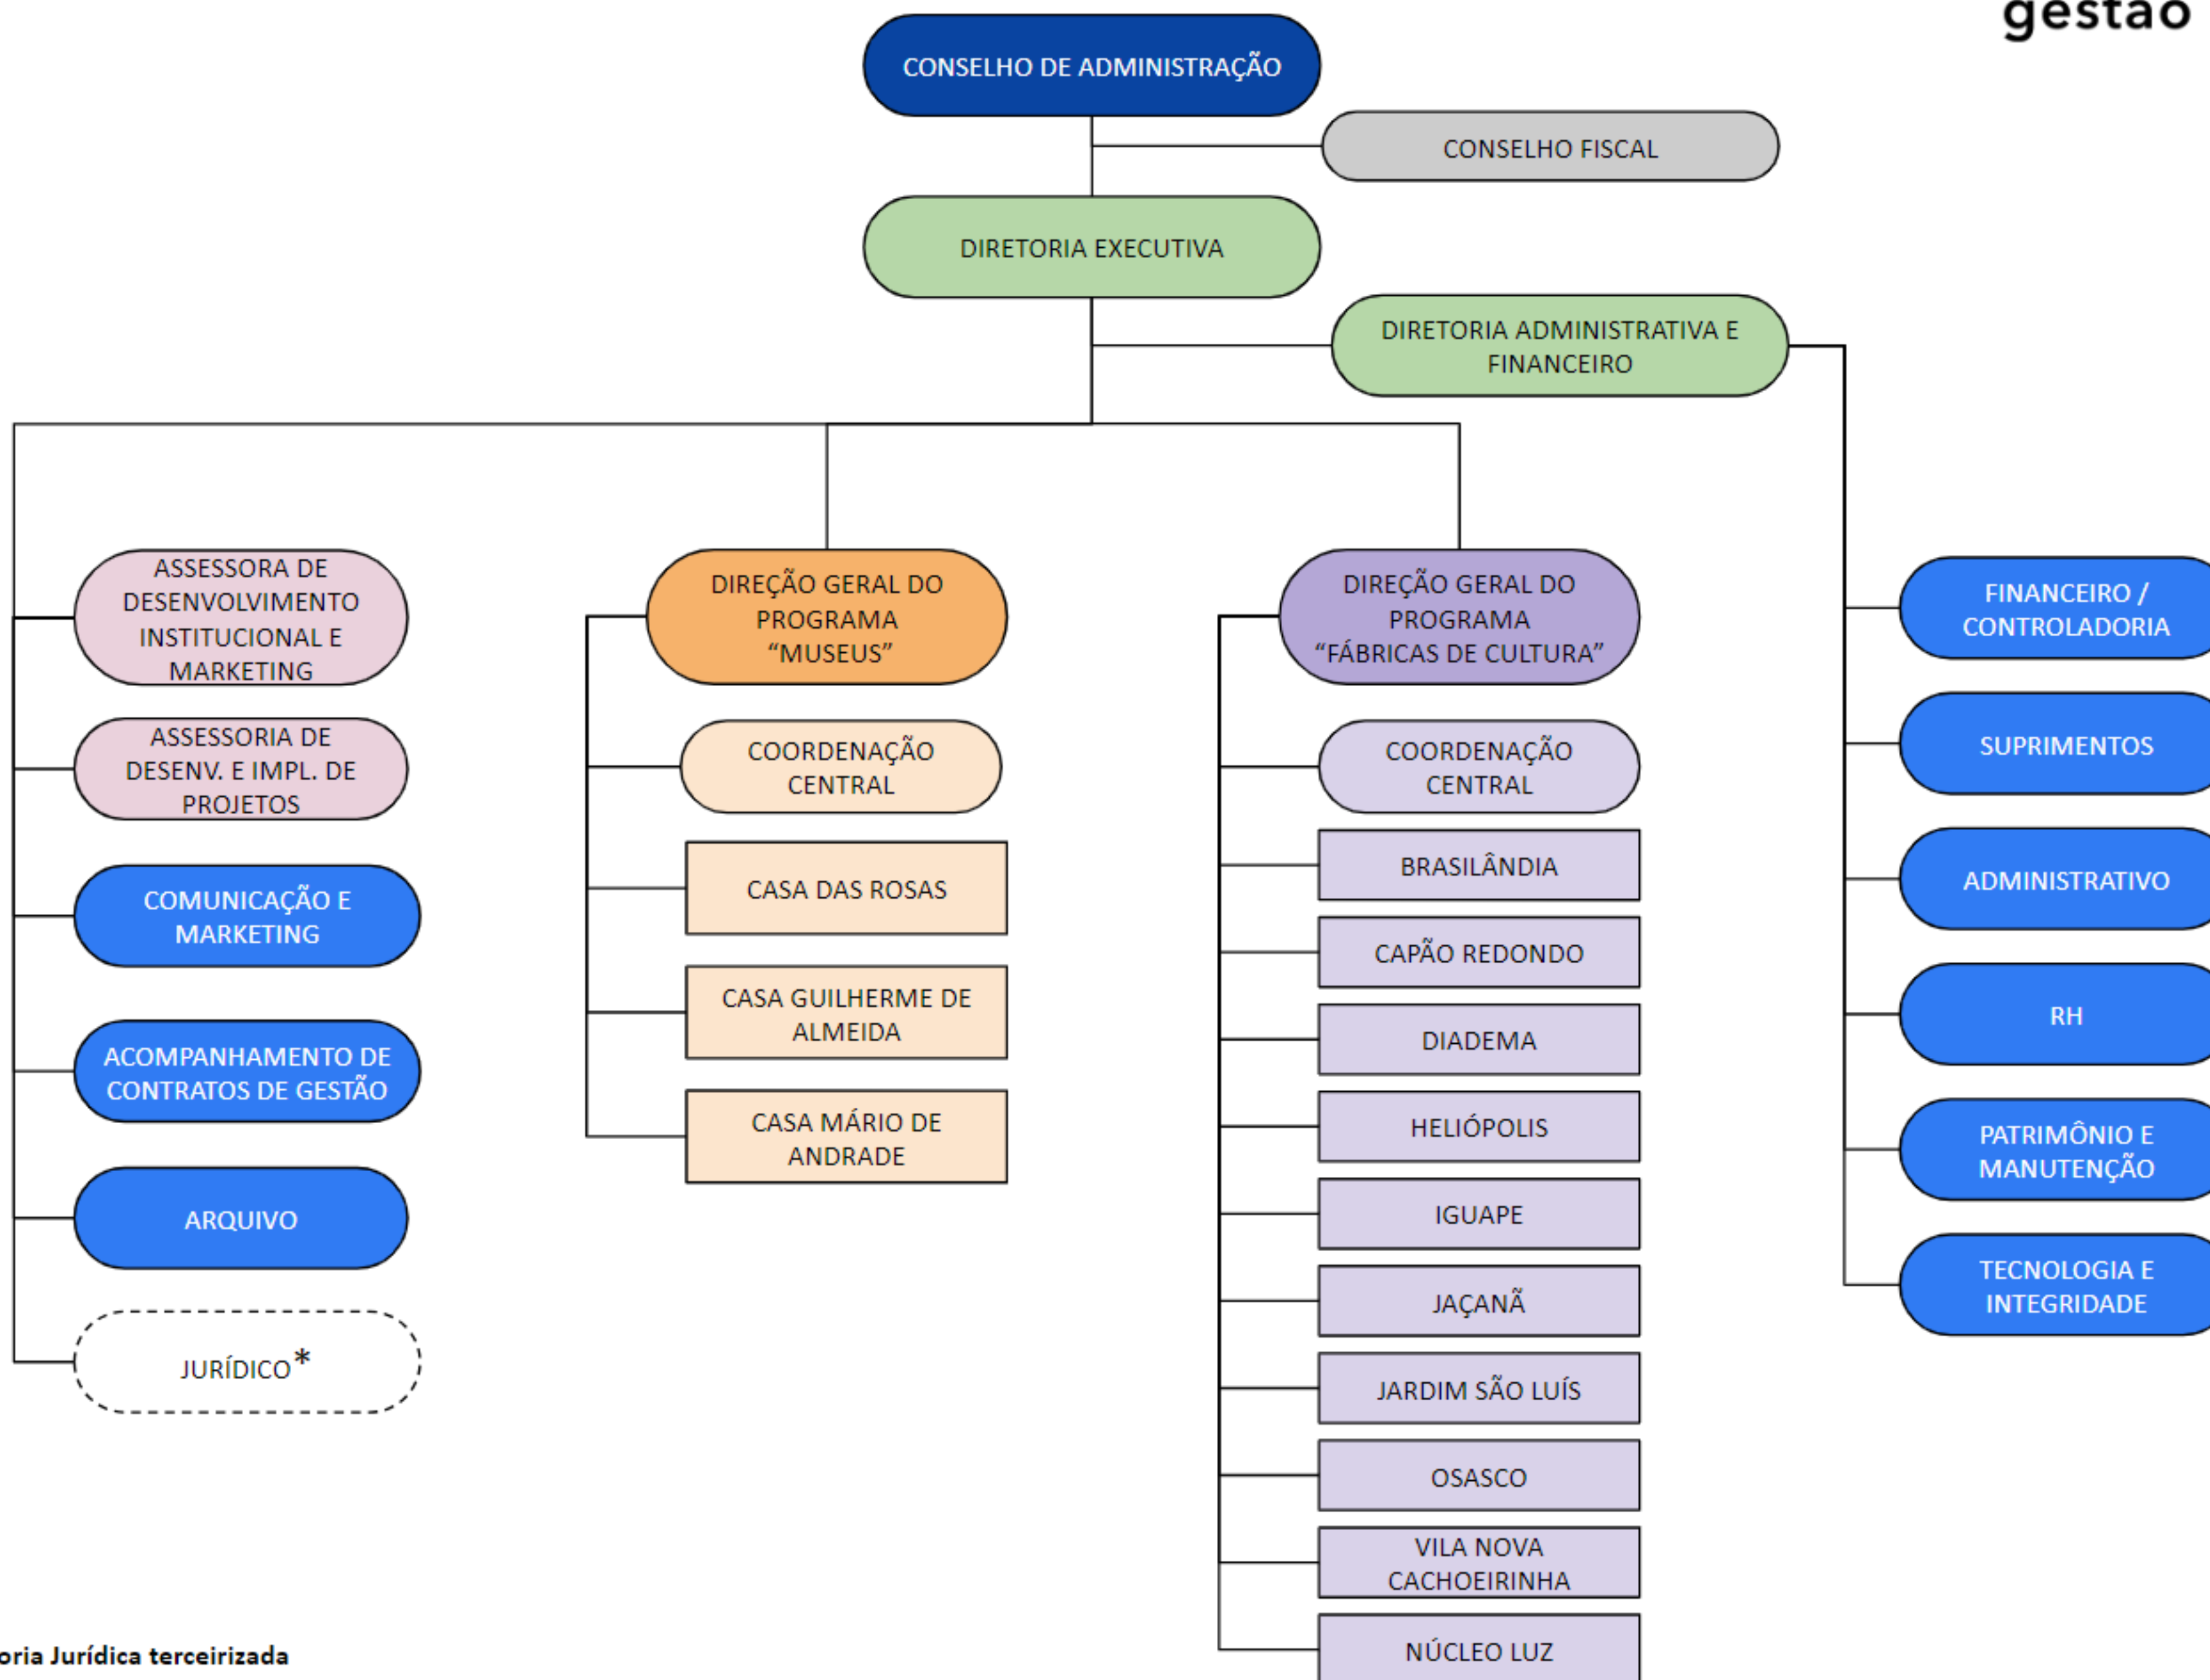 gestão
CONSELHO DE ADMINISTRAÇÃO
CONSELHO FISCAL
DIRETORIA EXECUTIVA
DIRETORIA ADMINISTRATIVA E
FINANCEIRO
ASSESSORA DE
DESENVOLVIMENTO
INSTITUCIONAL E
MARKETING
ASSESSORIA DE
DESENV. E IMPL. DE
PROJETOS
COMUNICAÇÃO E
MARKETING
ACOMPANHAMENTO DE
CONTRATOS DE GESTÃO
ARQUIVO
JURÍDICO*
DIREÇÃO GERAL DO
PROGRAMA
“MUSEUS”
COORDENAÇÃO
CENTRAL
CASA DAS ROSAS
CASA GUILHERME DE
ALMEIDA
CASA MÁRIO DE
ANDRADE
DIREÇÃO GERAL DO
PROGRAMA
“FÁBRICAS DE CULTURA”
COORDENAÇÃO
CENTRAL
BRASILÂNDIA
CAPÃO REDONDO
DIADEMA
HELIÓPOLIS
IGUAPE
JAÇANÃ
JARDIM SÃO LUÍS
OSASCO
VILA NOVA
CACHOEIRINHA
NÚCLEO LUZ
FINANCEIRO /
CONTROLADORIA
SUPRIMENTOS
ADMINISTRATIVO
RH
PATRIMÔNIO E
MANUTENÇÃO
TECNOLOGIA E
INTEGRIDADE
oria Jurídica terceirizada